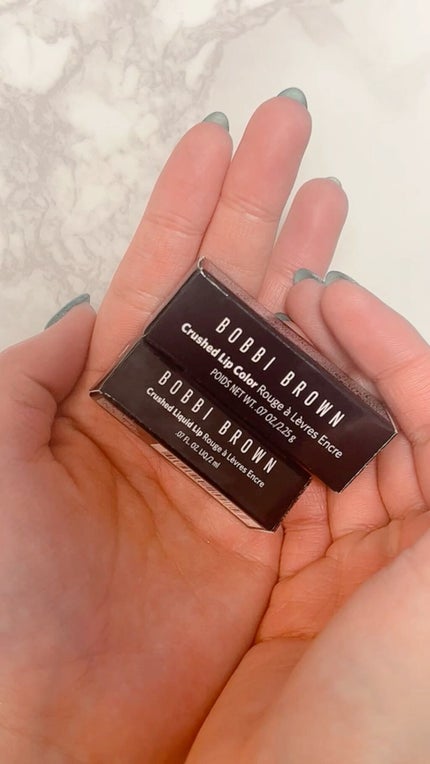 BOBBI BROWN
Crushed Lip Color Rouge à Lèvres Encre
POIDS NET WT. .07 OZ./2.25 g
BOBBI BROWN
Crushed Liquid Lip Rouge à Lèvres Encre
.07 FL. OZ. LIQ./2 ml